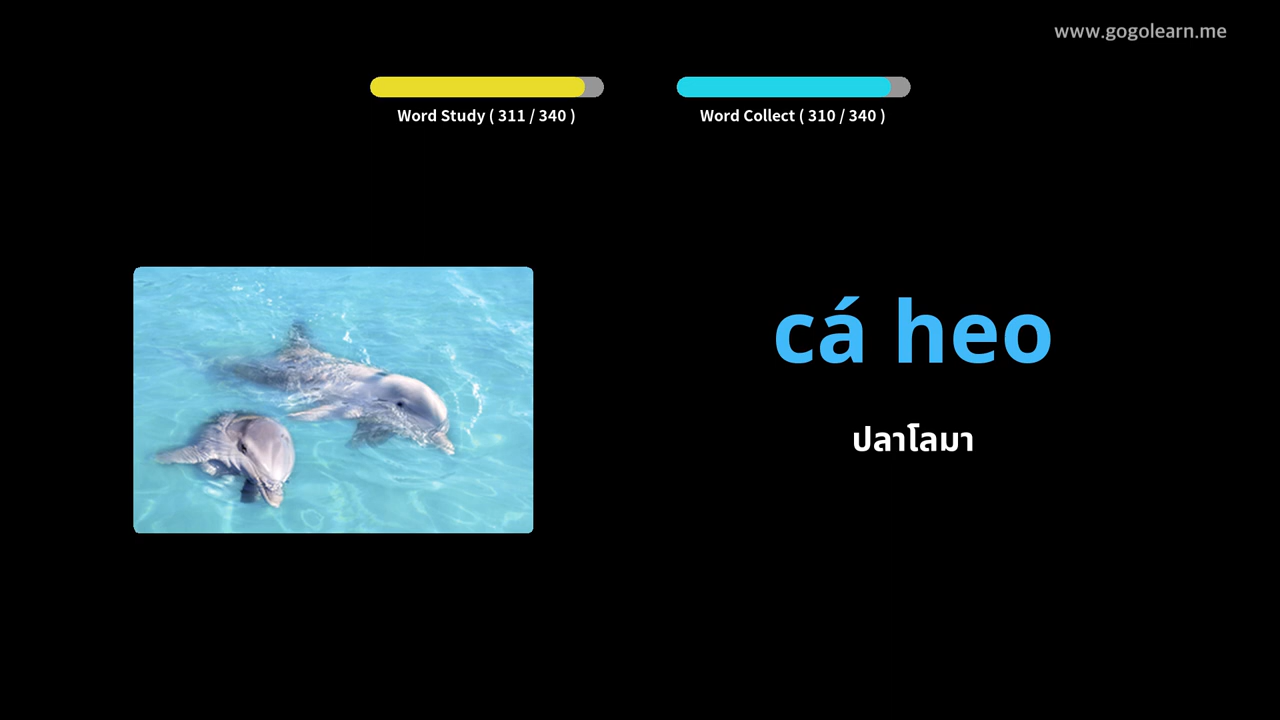 www.gogolearn.me
Word Study ( 311 / 340 )
Word Collect ( 310 / 340 )
cá heo
ปลาโลมา